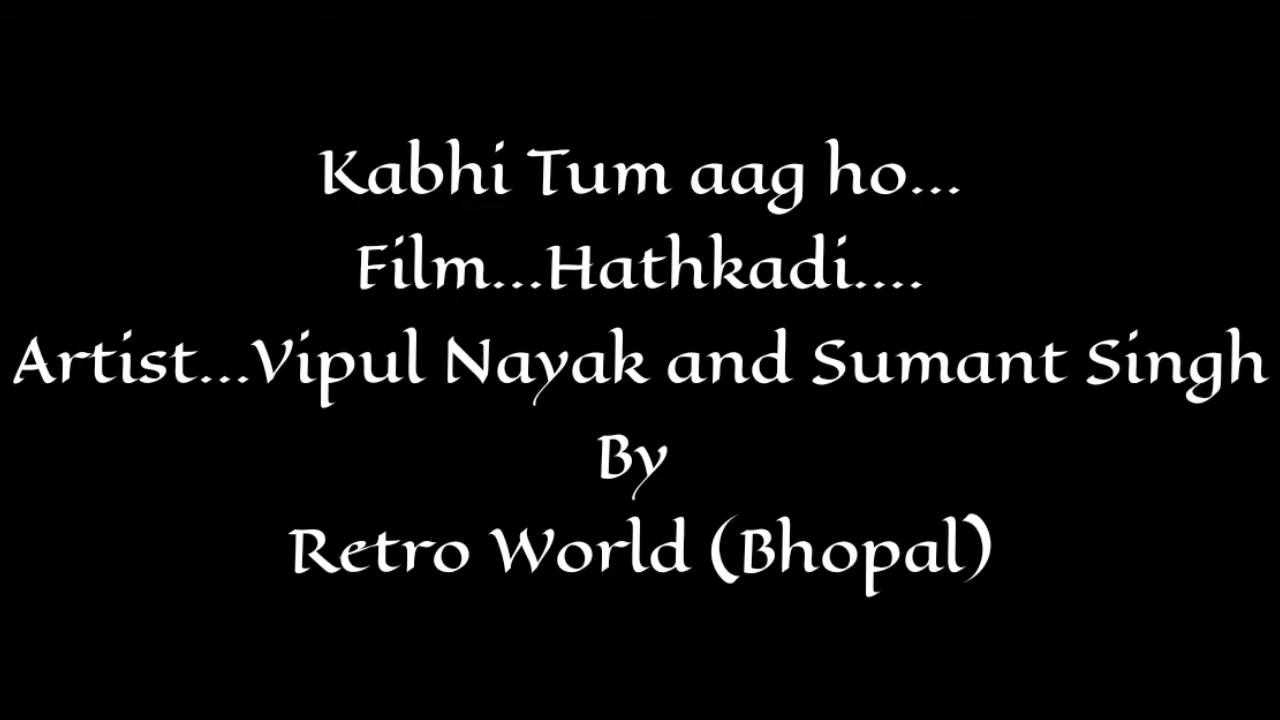 Kabhi Tum aag ho...
Film...Hathkadi....
Artist...Vipul Nayak and Sumant Singh
By
Retro World (Bhopal)